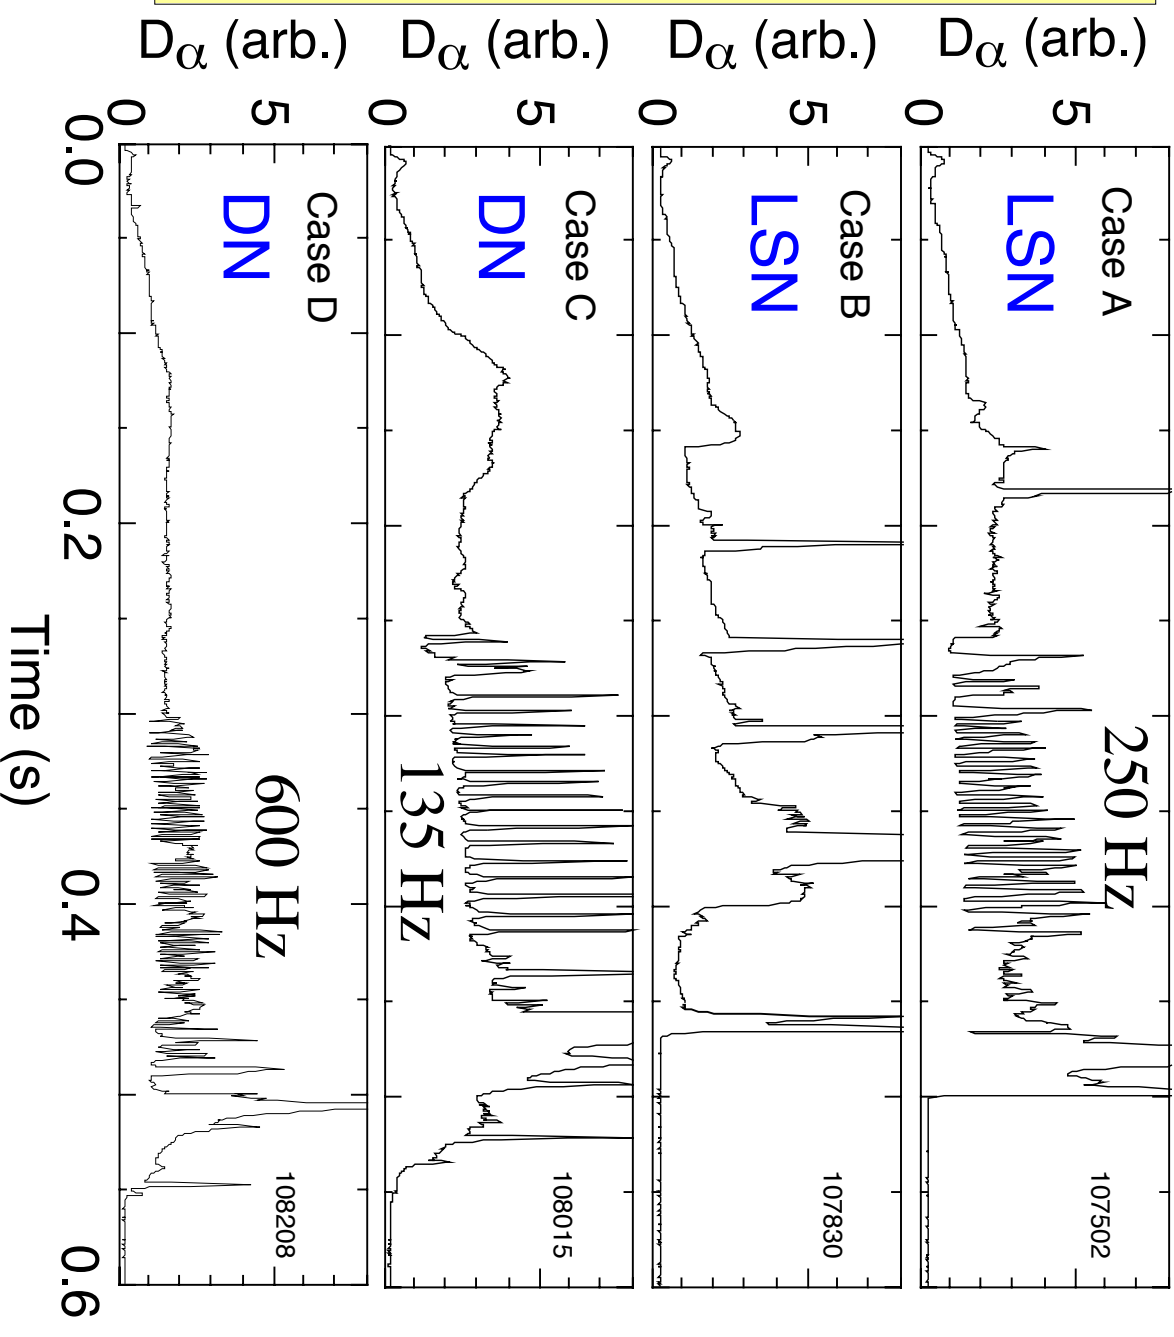 Dα (arb.)
5
0
Case A
LSN
250 Hz
107502
Dα (arb.)
5
0
Case B
LSN
107830
Dα (arb.)
5
0
Case C
DN
135 Hz
108015
Dα (arb.)
5
0
Case D
DN
600 Hz
108208
0.0
0.2
0.4
0.6
Time (s)